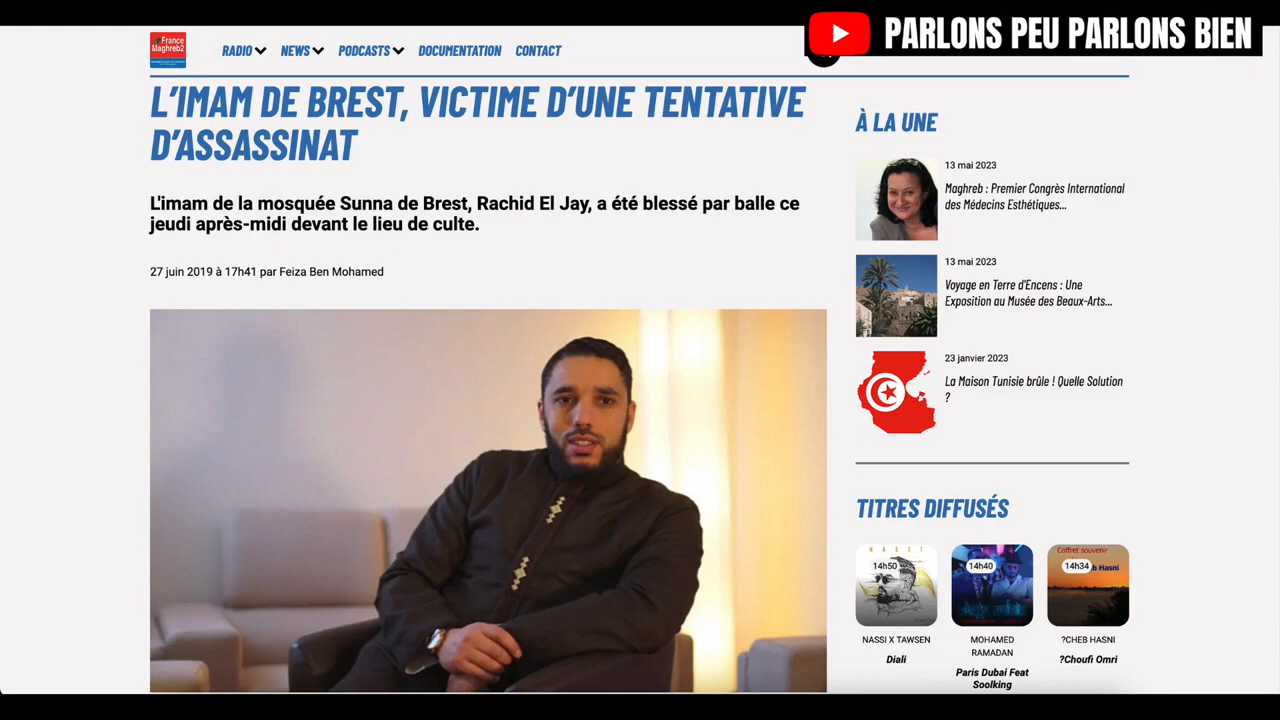 PARLONS PEU PARLONS BIEN
France
Maghreb2
RADIO
NEWS
PODCASTS
DOCUMENTATION
CONTACT
L'IMAM DE BREST, VICTIME D'UNE TENTATIVE
D'ASSASSINAT
L'imam de la mosquée Sunna de Brest, Rachid El Jay, a été blessé par balle ce
jeudi après-midi devant le lieu de culte.
27 juin 2019 à 17h41 par Feiza Ben Mohamed
À LA UNE
13 mai 2023
Maghreb : Premier Congrès International
des Médecins Esthétiques...
13 mai 2023
Voyage en Terre d'Encens : Une
Exposition au Musée des Beaux-Arts...
23 janvier 2023
La Maison Tunisie brûle ! Quelle Solution
?
TITRES DIFFUSÉS
14h50
NASSI X TAWSEN
Diali
14h40
MOHAMED
RAMADAN
Paris Dubai Feat
Soolking
Coffret souvenir
14h34
b Hasni
?CHEB HASNI
?Choufi Omri